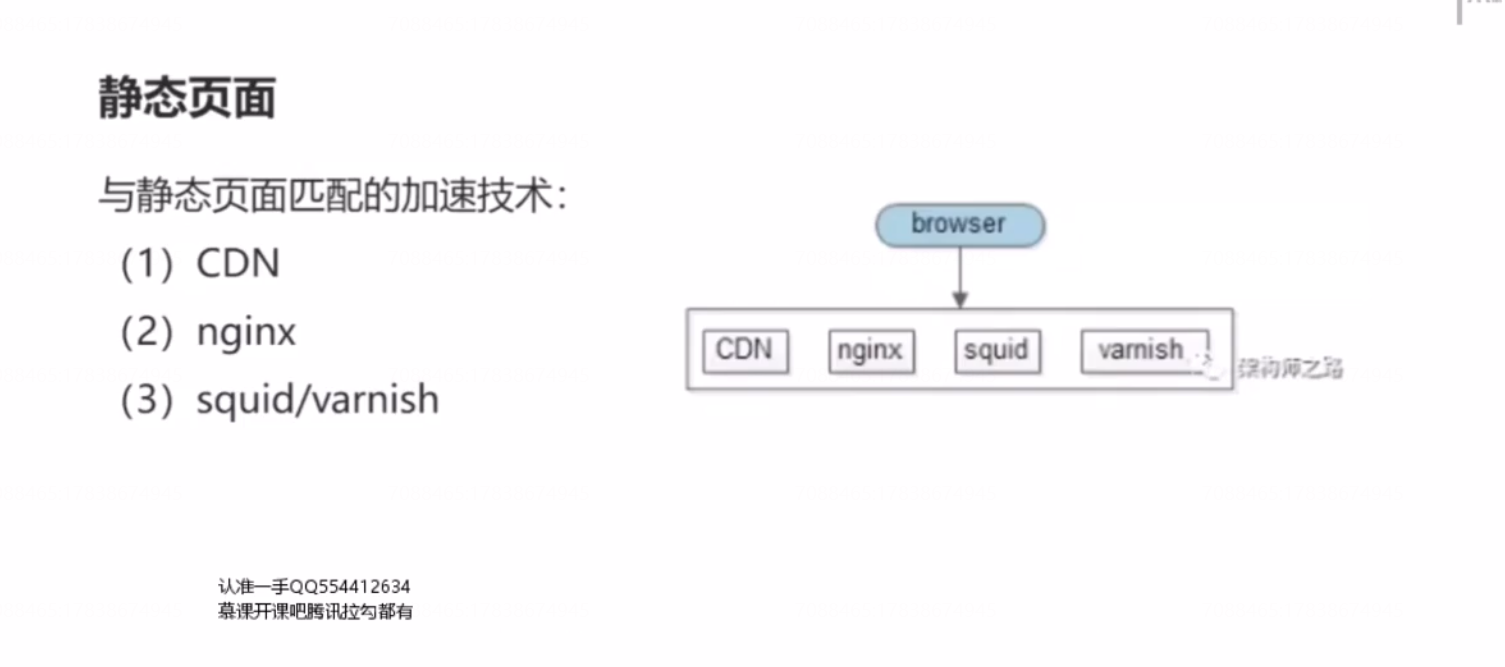 静态页面
与静态页面匹配的加速技术：
（1）CDN
（2）nginx
（3）squid/varnish
browser
CDN nginx squid varnish
架构师之路
认准一手QQ554412634
慕课开课吧腾讯拉勾都有